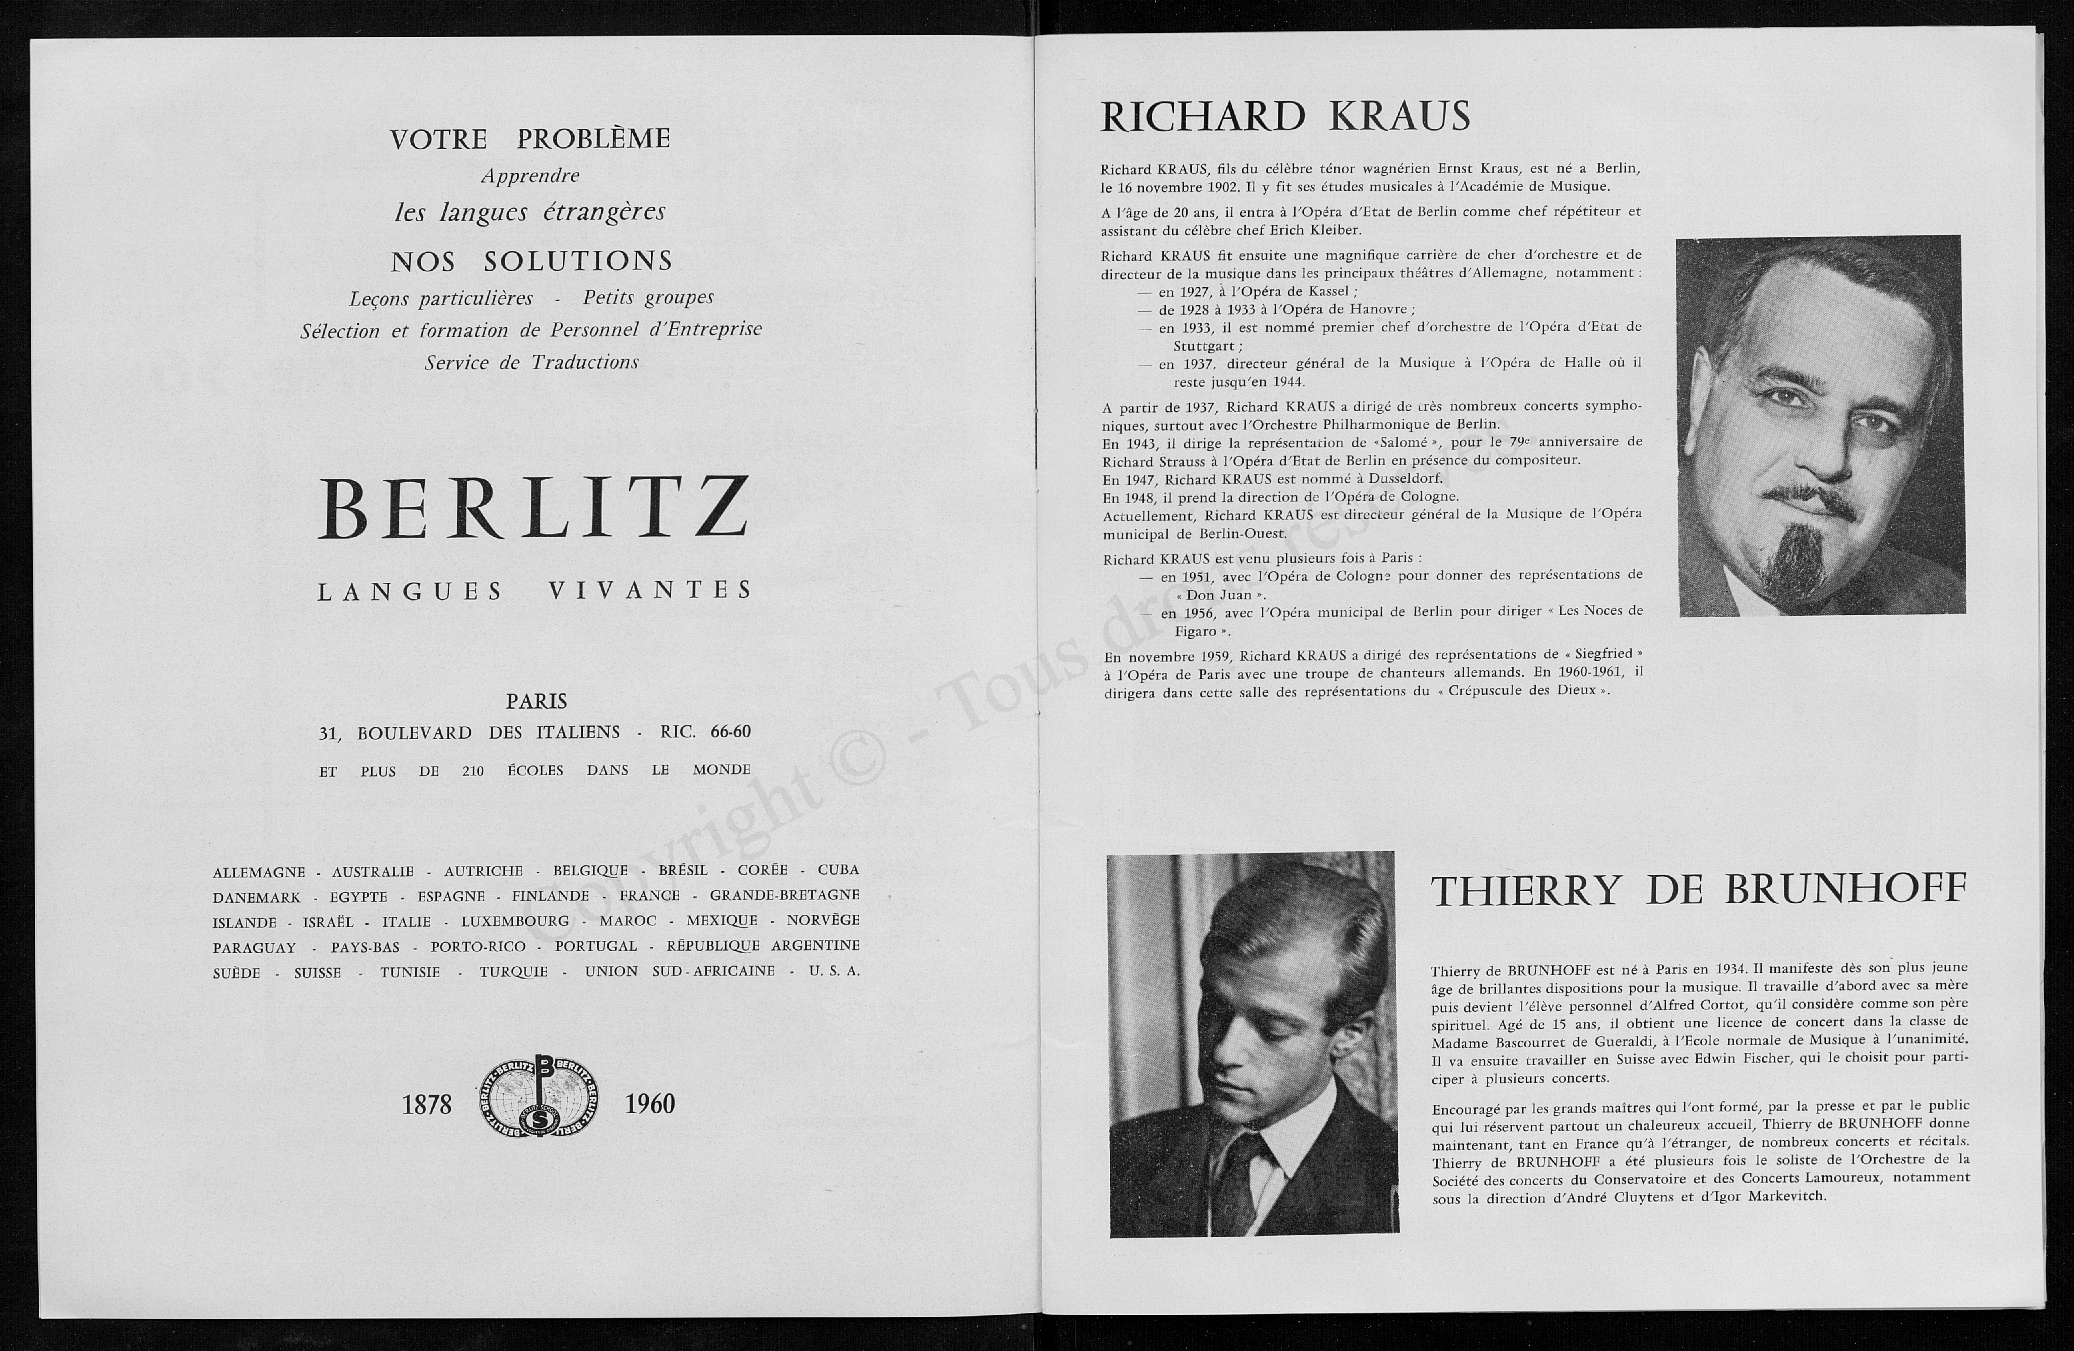 VOTRE PROBLÈME
Apprendre
les langues étrangères
NOS SOLUTIONS
Leçons particulières - Petits groupes
Sélection et formation de Personnel d'Entreprise
Service de Traductions
BERLITZ
LANGUES VIVANTES
PARIS
31, BOULEVARD DES ITALIENS - RIC. 66-60
ET PLUS DE 210 ÉCOLES DANS LE MONDE
ALLEMAGNE - AUSTRALIE - AUTRICHE - BELGIQUE - BRÉSIL - CORÉE - CUBA
DANEMARK - EGYPTE - ESPAGNE - FINLANDE - FRANCE - GRANDE-BRETAGNE
ISLANDE - ISRAËL - ITALIE - LUXEMBOURG - MAROC - MEXIQUE - NORVÈGE
PARAGUAY - PAYS-BAS - PORTO-RICO - PORTUGAL - RÉPUBLIQUE ARGENTINE
SUÈDE - SUISSE - TUNISIE - TURQUIE - UNION SUD-AFRICAINE - U. S. A.
1878 1960
RICHARD KRAUS
Richard KRAUS, fils du célèbre ténor wagnérien Ernst Kraus, est né a Berlin,
le 16 novembre 1902. Il y fit ses études musicales à l'Académie de Musique.
A l'âge de 20 ans, il entra à l'Opéra d'Etat de Berlin comme chef répétiteur et
assistant du célèbre chef Erich Kleiber.
Richard KRAUS fit ensuite une magnifique carrière de cher d'orchestre et de
directeur de la musique dans les principaux théâtres d'Allemagne, notamment :
— en 1927, à l'Opéra de Kassel ;
— de 1928 à 1933 à l'Opéra de Hanovre ;
— en 1933, il est nommé premier chef d'orchestre de l'Opéra d'Etat de
Stuttgart ;
— en 1937, directeur général de la Musique à l'Opéra de Halle où il
reste jusqu'en 1944.
A partir de 1937, Richard KRAUS a dirigé de très nombreux concerts sympho-
niques, surtout avec l'Orchestre Philharmonique de Berlin.
En 1943, il dirige la représentation de «Salomé», pour le 79e anniversaire de
Richard Strauss à l'Opéra d'Etat de Berlin en présence du compositeur.
En 1947, Richard KRAUS est nommé à Dusseldorf.
En 1948, il prend la direction de l'Opéra de Cologne.
Actuellement, Richard KRAUS est directeur général de la Musique de l'Opéra
municipal de Berlin-Ouest.
Richard KRAUS est venu plusieurs fois à Paris :
— en 1951, avec l'Opéra de Cologne pour donner des représentations de
« Don Juan ».
— en 1956, avec l'Opéra municipal de Berlin pour diriger « Les Noces de
Figaro ».
En novembre 1959, Richard KRAUS a dirigé des représentations de « Siegfried »
à l'Opéra de Paris avec une troupe de chanteurs allemands. En 1960-1961, il
dirigera dans cette salle des représentations du « Crépuscule des Dieux ».
THIERRY DE BRUNHOFF
Thierry de BRUNHOFF est né à Paris en 1934. Il manifeste dès son plus jeune
âge de brillantes dispositions pour la musique. Il travaille d'abord avec sa mère
puis devient l'élève personnel d'Alfred Cortot, qu'il considère comme son père
spirituel. Agé de 15 ans, il obtient une licence de concert dans la classe de
Madame Bascourret de Gueraldi, à l'Ecole normale de Musique à l'unanimité.
Il va ensuite travailler en Suisse avec Edwin Fischer, qui le choisit pour parti-
ciper à plusieurs concerts.
Encouragé par les grands maîtres qui l'ont formé, par la presse et par le public
qui lui réservent partout un chaleureux accueil, Thierry de BRUNHOFF donne
maintenant, tant en France qu'à l'étranger, de nombreux concerts et récitals.
Thierry de BRUNHOFF a été plusieurs fois le soliste de l'Orchestre de la
Société des concerts du Conservatoire et des Concerts Lamoureux, notamment
sous la direction d'André Cluytens et d'Igor Markevitch.
Copyright © - Tous droits réservés